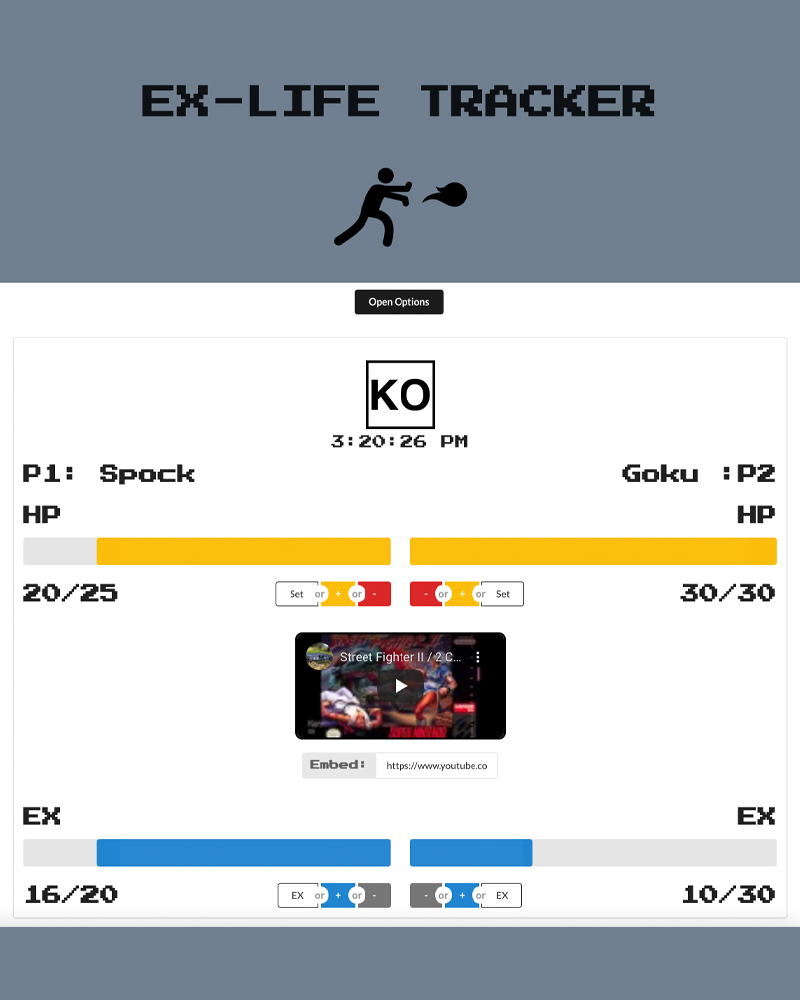 EX-LIFE TRACKER
Open Options
KO
3:20:26 PM
P1: Spock
Goku :P2
HP
HP
20/25
Set or + or -
- or + or Set
30/30
Street Fighter II / 2 C...
SUPER NINTENDO
Embed: https://www.youtube.co
EX
EX
16/20
EX or + or -
- or + or EX
10/30